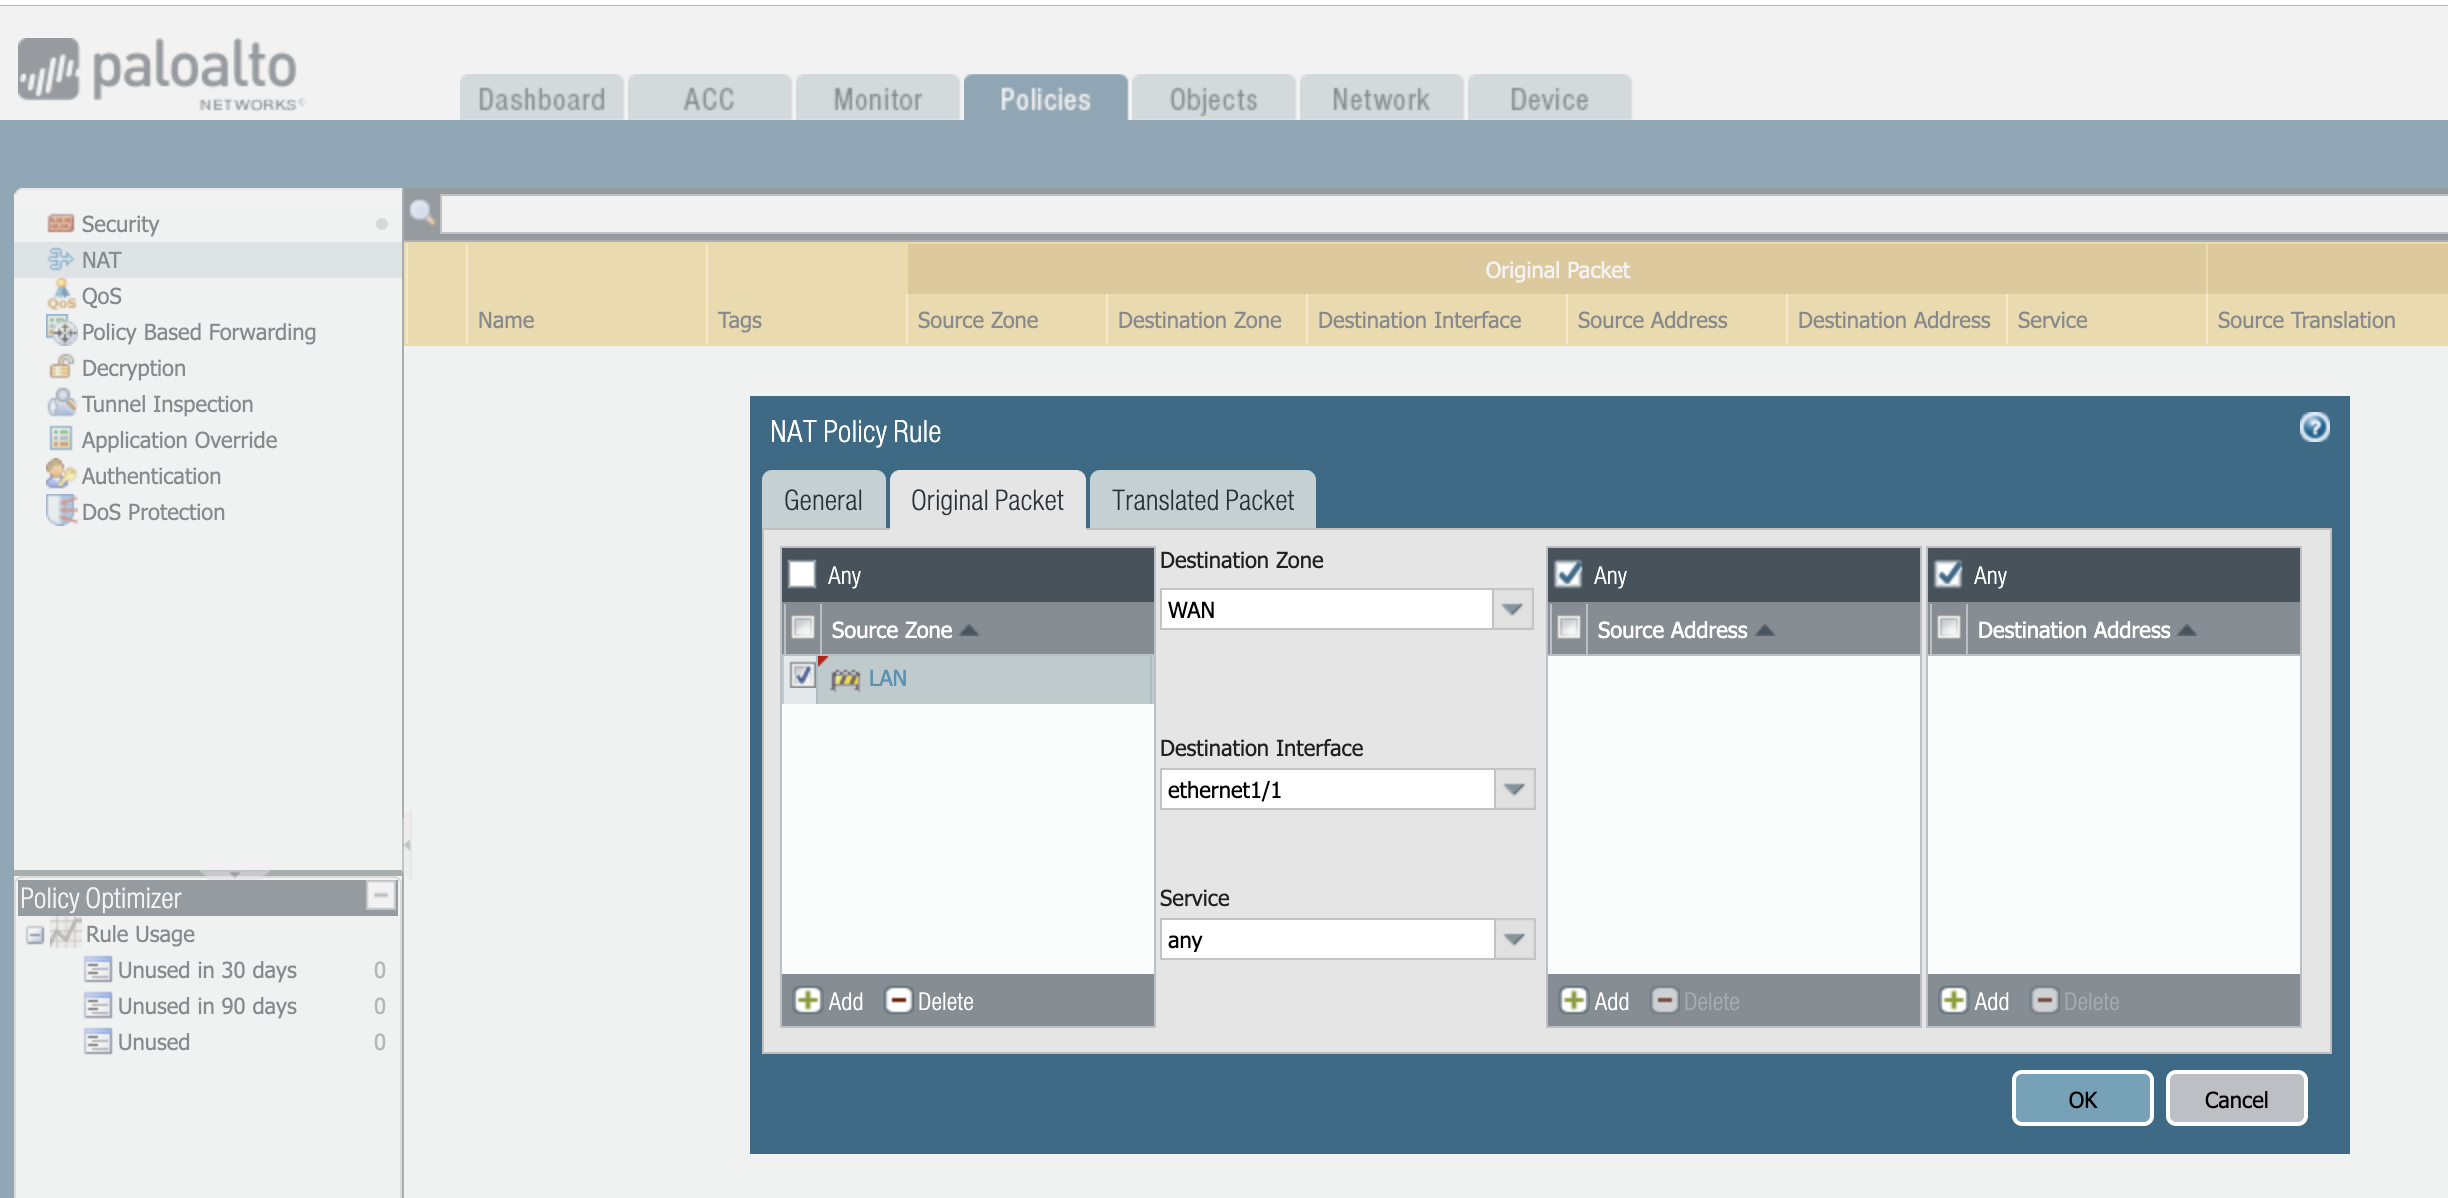 paloalto
NETWORKS
Dashboard
ACC
Monitor
Policies
Objects
Network
Device
Security
NAT
QoS
Policy Based Forwarding
Decryption
Tunnel Inspection
Application Override
Authentication
DoS Protection
Original Packet
Name
Tags
Source Zone
Destination Zone
Destination Interface
Source Address
Destination Address
Service
Source Translation
NAT Policy Rule
General
Original Packet
Translated Packet
Any
Source Zone
LAN
Add
Delete
Destination Zone
WAN
Destination Interface
ethernet1/1
Service
any
Any
Source Address
Add
Delete
Any
Destination Address
Add
Delete
OK
Cancel
Policy Optimizer
Rule Usage
Unused in 30 days 0
Unused in 90 days 0
Unused 0